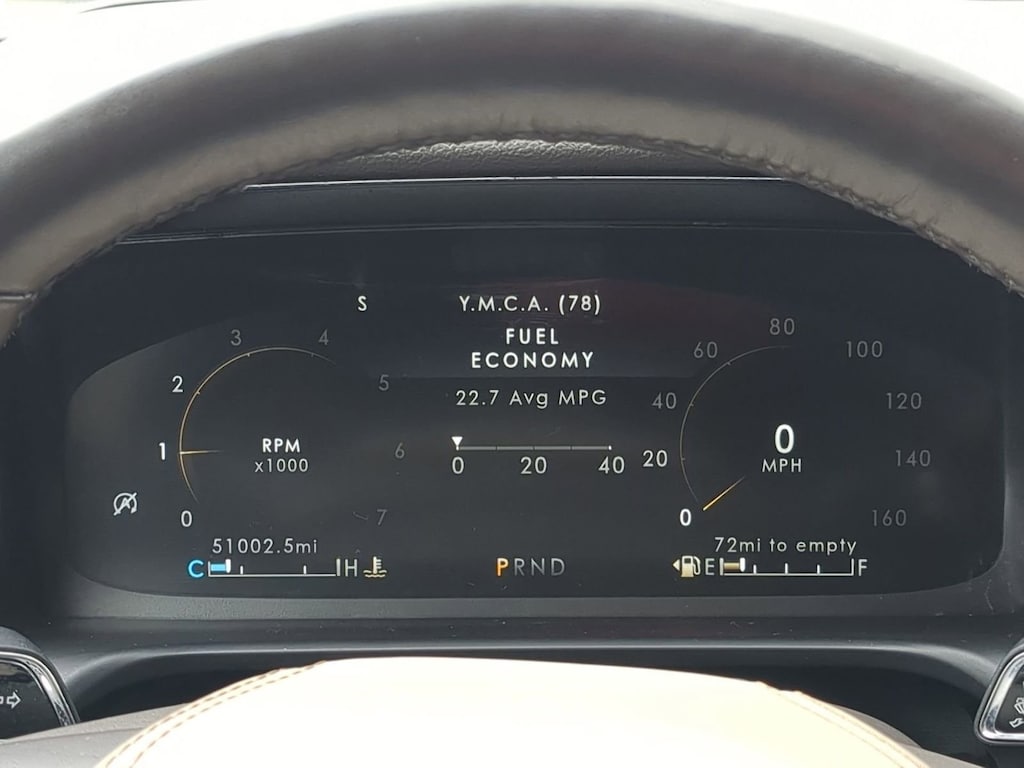 S
Y.M.C.A. (78)
FUEL
ECONOMY
22.7 Avg MPG
0 20 40
0 1 2 3 4 5 6 7
RPM
x1000
0 20 40 60 80 100 120 140 160
0
MPH
A
51002.5mi
C H
PRND
72mi to empty
E F